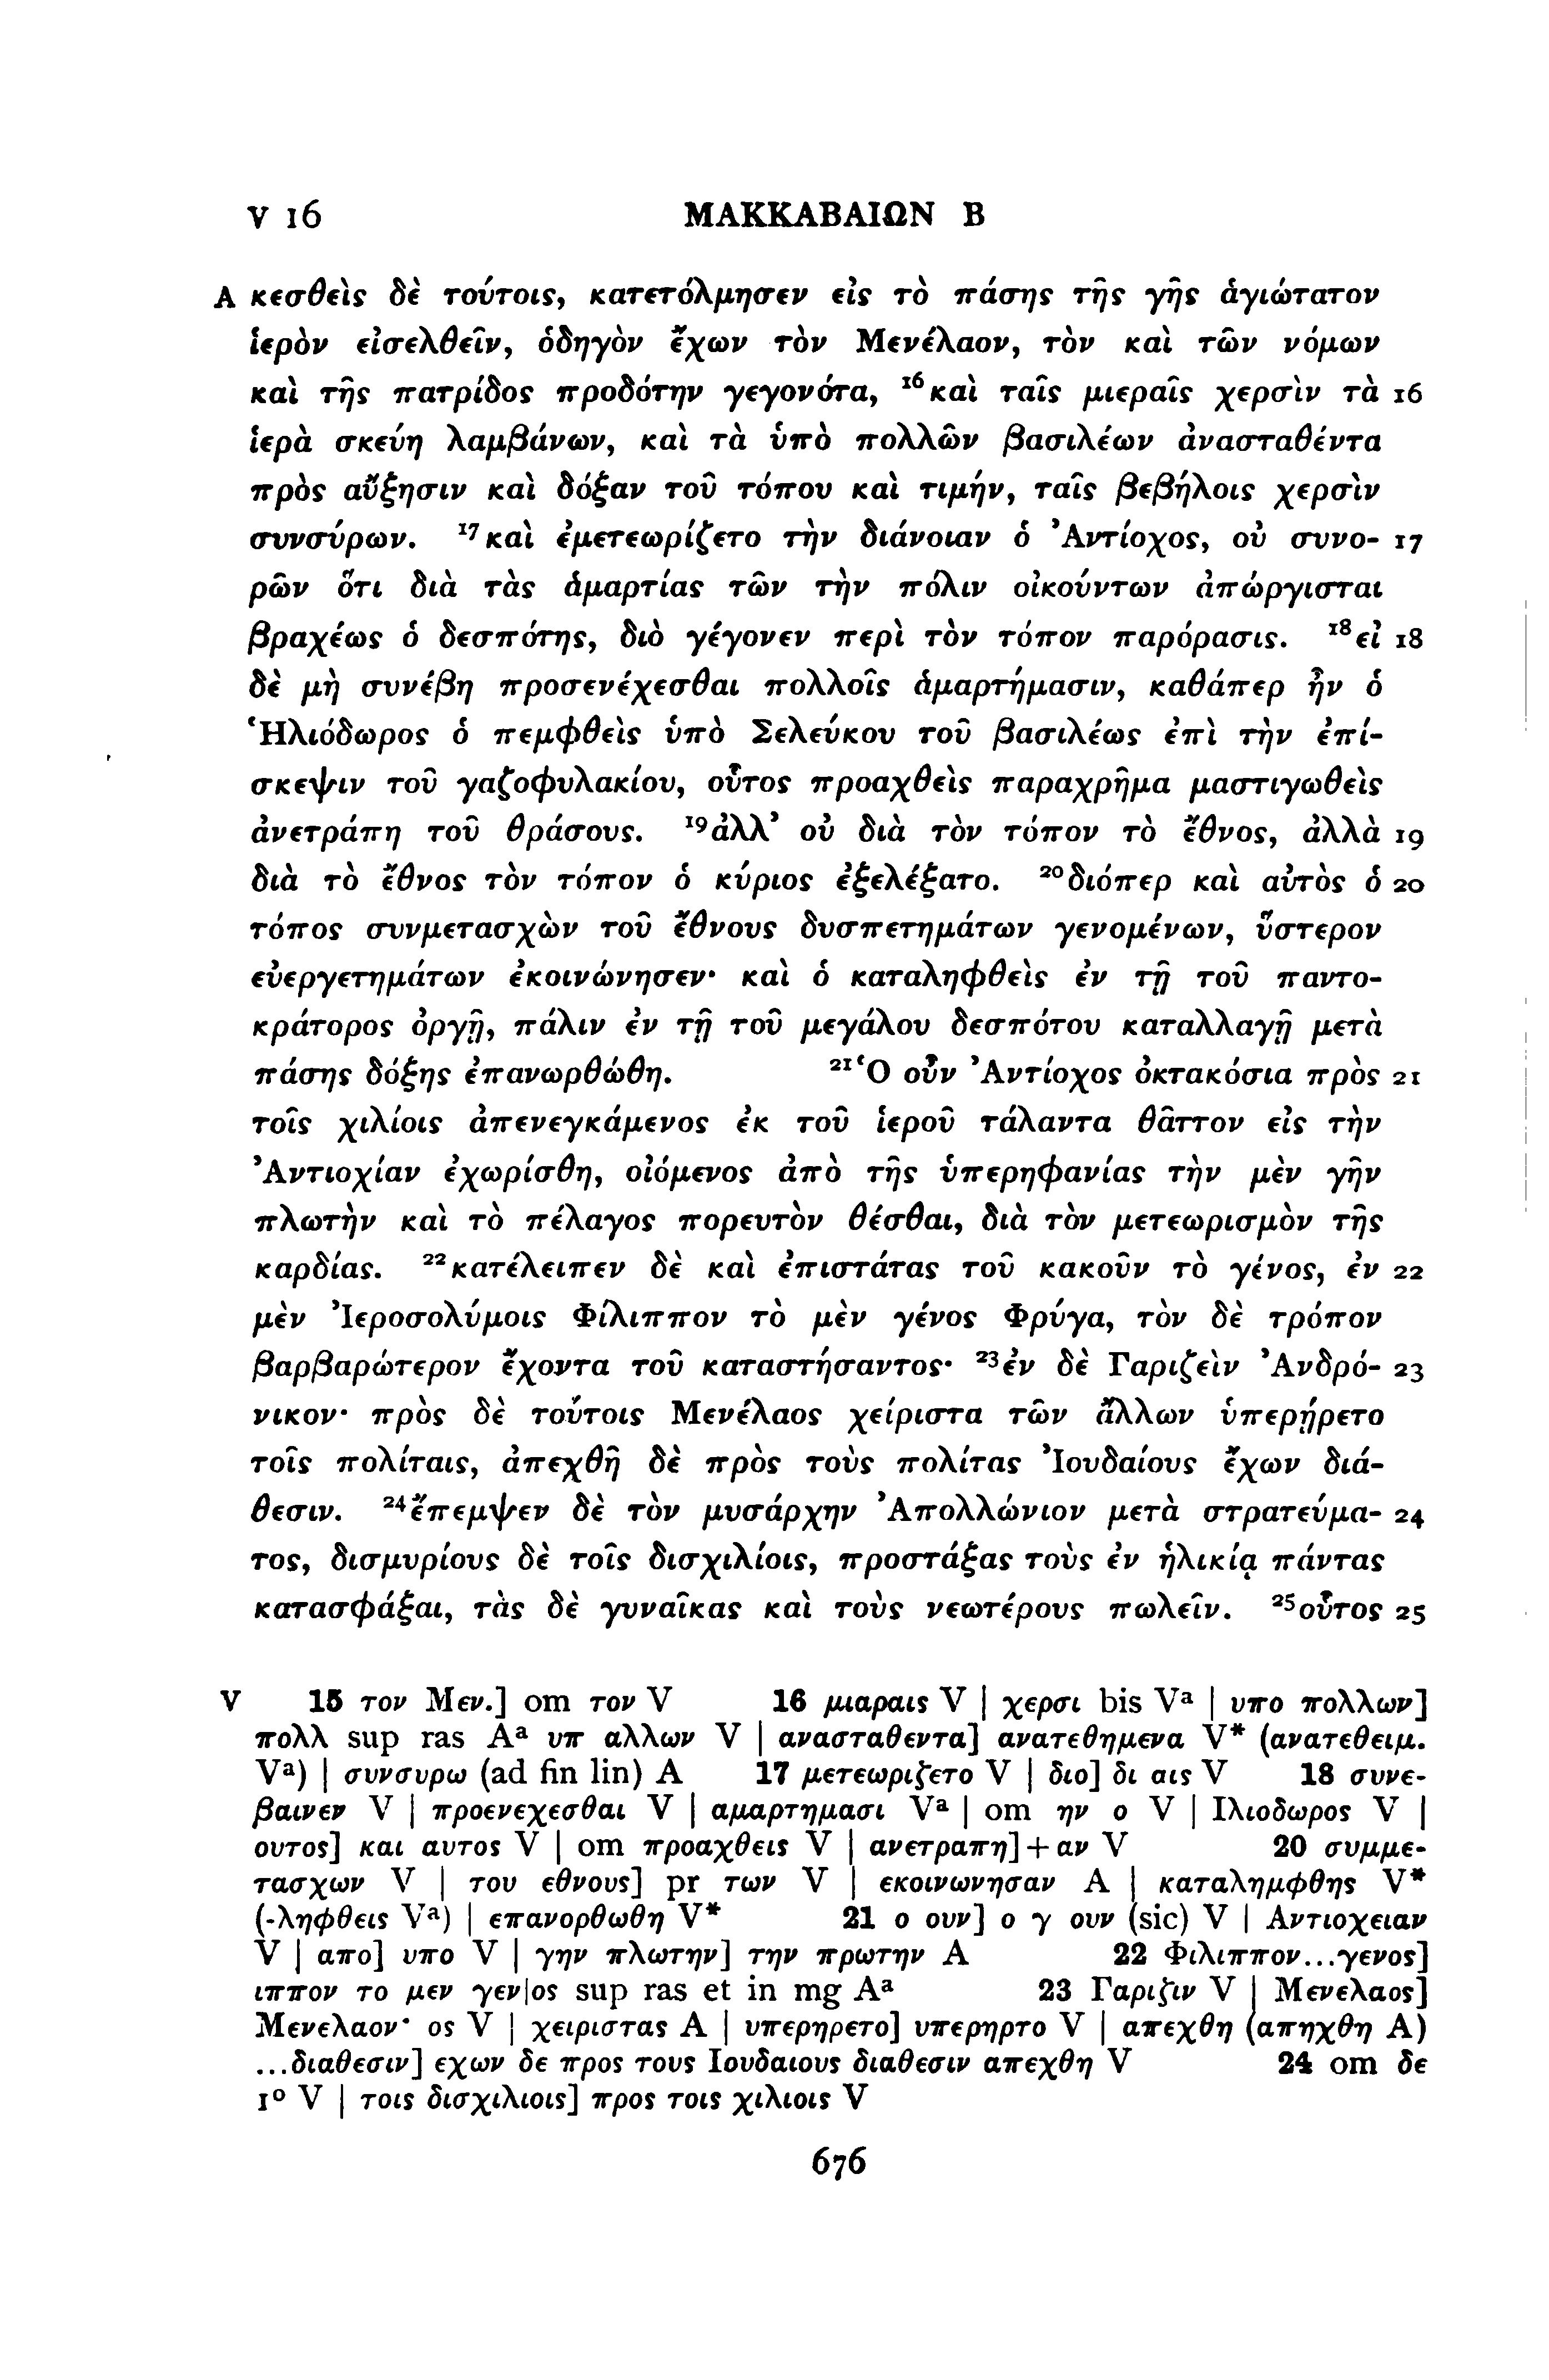 V 16 ΜΑΚΚΑΒΑΙΩΝ Β
A κεσθεὶς δὲ τούτοις, κατετόλμησεν εἰς τὸ πάσης τῆς γῆς ἁγιώτατον
ἱερὸν εἰσελθεῖν, ὁδηγὸν ἔχων τὸν Μενέλαον, τὸν καὶ τῶν νόμων
καὶ τῆς πατρίδος προδότην γεγονότα, ¹⁶καὶ ταῖς μιεραῖς χερσὶν τὰ 16
ἱερὰ σκεύη λαμβάνων, καὶ τὰ ὑπὸ πολλῶν βασιλέων ἀνασταθέντα
πρὸς αὔξησιν καὶ δόξαν τοῦ τόπου καὶ τιμήν, ταῖς βεβήλοις χερσὶν
συνσύρων. ¹⁷καὶ ἐμετεωρίζετο τὴν διάνοιαν ὁ Ἀντίοχος, οὐ συνο- 17
ρῶν ὅτι διὰ τὰς ἁμαρτίας τῶν τὴν πόλιν οἰκούντων ἀπώργισται
βραχέως ὁ δεσπότης, διὸ γέγονεν περὶ τὸν τόπον παρόρασις. ¹⁸εἰ 18
δὲ μὴ συνέβη προσενέχεσθαι πολλοῖς ἁμαρτήμασιν, καθάπερ ἦν ὁ
Ἡλιόδωρος ὁ πεμφθεὶς ὑπὸ Σελεύκου τοῦ βασιλέως ἐπὶ τὴν ἐπί-
σκεψιν τοῦ γαζοφυλακίου, οὗτος προαχθεὶς παραχρῆμα μαστιγωθεὶς
ἀνετράπη τοῦ θράσους. ¹⁹ἀλλ’ οὐ διὰ τὸν τόπον τὸ ἔθνος, ἀλλὰ 19
διὰ τὸ ἔθνος τὸν τόπον ὁ κύριος ἐξελέξατο. ²⁰διόπερ καὶ αὐτὸς ὁ 20
τόπος συνμετασχὼν τοῦ ἔθνους δυσπετημάτων γενομένων, ὕστερον
εὐεργετημάτων ἐκοινώνησεν· καὶ ὁ καταληφθεὶς ἐν τῇ τοῦ παντο-
κράτορος ὀργῇ, πάλιν ἐν τῇ τοῦ μεγάλου δεσπότου καταλλαγῇ μετὰ
πάσης δόξης ἐπανωρθώθη. ²¹Ὁ οὖν Ἀντίοχος ὀκτακόσια πρὸς 21
τοῖς χιλίοις ἀπενεγκάμενος ἐκ τοῦ ἱεροῦ τάλαντα θᾶττον εἰς τὴν
Ἀντιοχίαν ἐχωρίσθη, οἰόμενος ἀπὸ τῆς ὑπερηφανίας τὴν μὲν γῆν
πλωτὴν καὶ τὸ πέλαγος πορευτὸν θέσθαι, διὰ τὸν μετεωρισμὸν τῆς
καρδίας. ²²κατέλειπεν δὲ καὶ ἐπιστάτας τοῦ κακοῦν τὸ γένος, ἐν 22
μὲν Ἰεροσολύμοις Φίλιππον τὸ μὲν γένος Φρύγα, τὸν δὲ τρόπον
βαρβαρώτερον ἔχοντα τοῦ καταστήσαντος· ²³ἐν δὲ Γαριζεὶν Ἀνδρό- 23
νικον· πρὸς δὲ τούτοις Μενέλαος χείριστα τῶν ἄλλων ὑπερῄρετο
τοῖς πολίταις, ἀπεχθῆ δὲ πρὸς τοὺς πολίτας Ἰουδαίους ἔχων διά-
θεσιν. ²⁴ἔπεμψεν δὲ τὸν μυσάρχην Ἀπολλώνιον μετὰ στρατεύμα- 24
τος, δισμυρίους δὲ τοῖς δισχιλίοις, προστάξας τοὺς ἐν ἡλικίᾳ πάντας
κατασφάξαι, τὰς δὲ γυναῖκας καὶ τοὺς νεωτέρους πωλεῖν. ²⁵οὗτος 25
V 15 τον Μεν.] om τον V 16 μιαραις V | χερσι bis Vᵃ | υπο πολλων]
πολλ sup ras Aᵃ υπ αλλων V | ανασταθεντα] ανατεθημενα V* (ανατεθειμ.
Vᵃ) | συνσυρω (ad fin lin) A 17 μετεωριζετο V | διο] δι αις V 18 συνε-
βαινεν V | προενεχεσθαι V | αμαρτημασι Vᵃ | om ην ο V | Ιλιοδωρος V |
ουτος] και αυτος V | om προαχθεις V | ανετραπη]+αν V 20 συμμε-
τασχων V | του εθνους] pr των V | εκοινωνησαν A | καταλημφθης V*
(-ληφθεις Vᵃ) | επανορθωθη V* 21 ο ουν] ο γ ουν (sic) V | Αντιοχειαν
V | απο] υπο V | γην πλωτην] την πρωτην A 22 Φιλιππον...γενος]
ιππον το μεν γεν|ος sup ras et in mg Aᵃ 23 Γαριζιν V | Μενελαος]
Μενελαον· ος V | χειριστας A | υπερηρετο] υπερηρτο V | απεχθη (απηχθη A)
...διαθεσιν] εχων δε προς τους Ιουδαιους διαθεσιν απεχθη V 24 om δε
1º V | τοις δισχιλιοις] προς τοις χιλιοις V
676